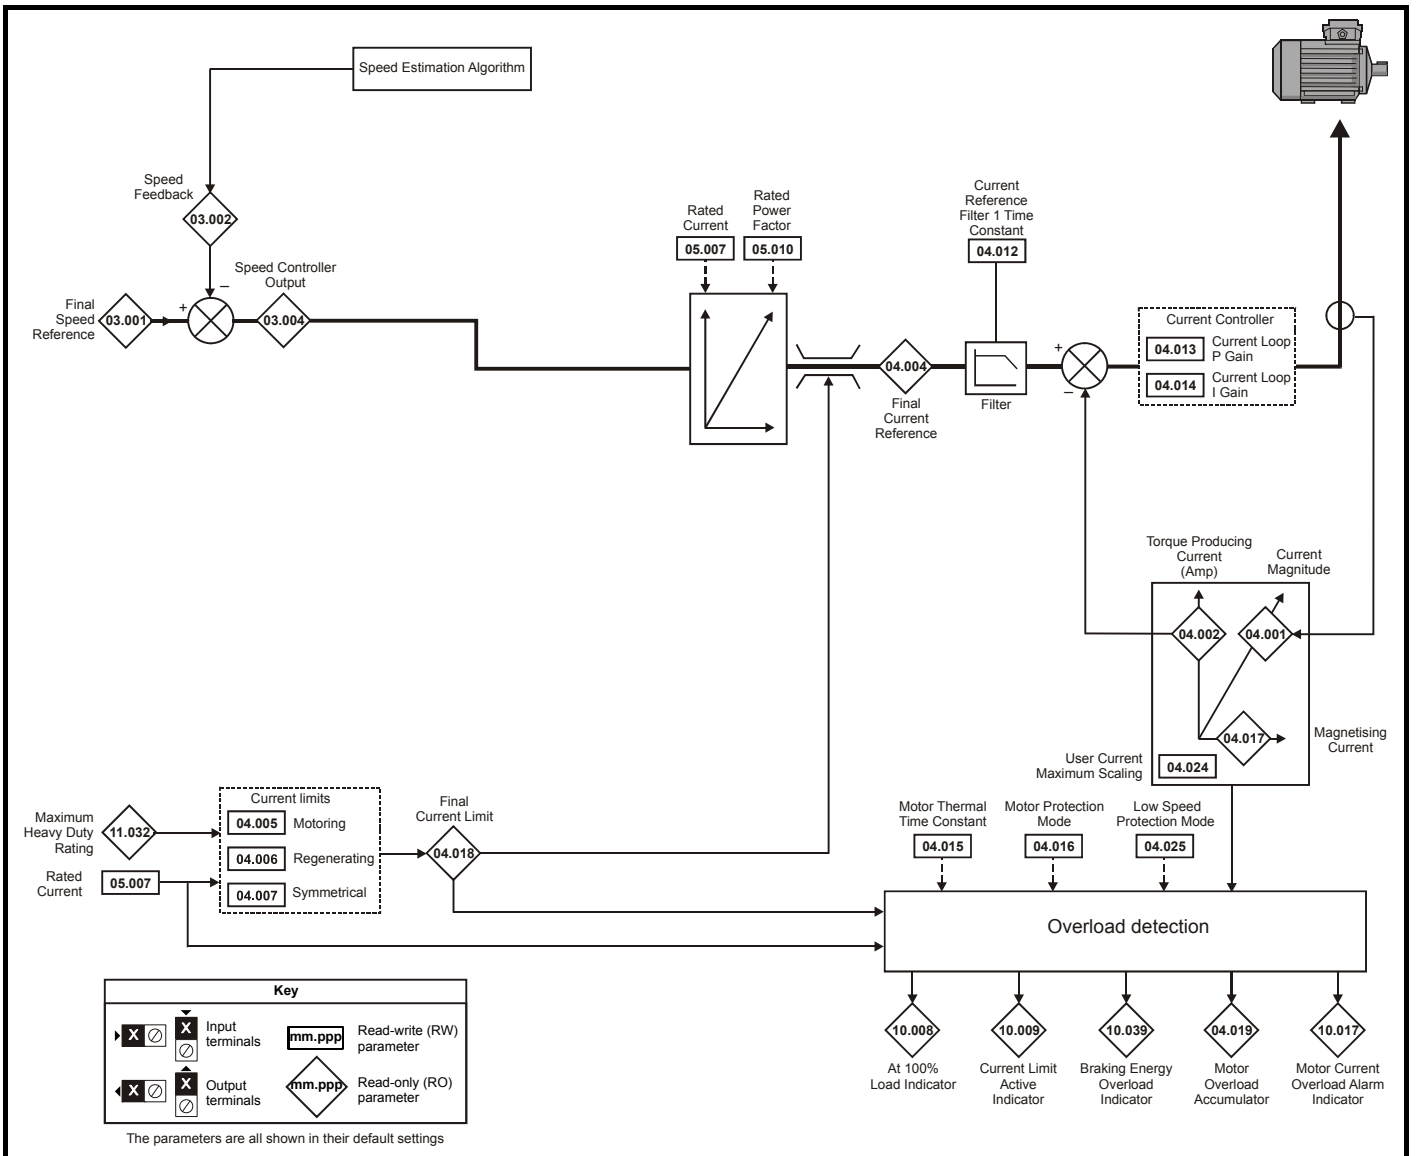 Speed Estimation Algorithm
Speed
Feedback
03.002
–
Speed Controller
Output
Final
Speed
Reference
03.001
+
03.004
Rated
Current
05.007
Rated
Power
Factor
05.010
Current
Reference
Filter 1 Time
Constant
04.012
04.004
Final
Current
Reference
Filter
+
–
Current Controller
04.013
Current Loop
P Gain
04.014
Current Loop
I Gain
Torque Producing
Current
(Amp)
Current
Magnitude
04.002
04.001
04.017
Magnetising
Current
User Current
Maximum Scaling
04.024
Maximum
Heavy Duty
Rating
11.032
Rated
Current
05.007
Current limits
04.005
Motoring
04.006
Regenerating
04.007
Symmetrical
Final
Current Limit
04.018
Motor Thermal
Time Constant
04.015
Motor Protection
Mode
04.016
Low Speed
Protection Mode
04.025
Overload detection
10.008
At 100%
Load Indicator
10.009
Current Limit
Active
Indicator
10.039
Braking Energy
Overload
Indicator
04.019
Motor
Overload
Accumulator
10.017
Motor Current
Overload Alarm
Indicator
Key
X
X
Input
terminals
mm.ppp
Read-write (RW)
parameter
X
X
Output
terminals
mm.ppp
Read-only (RO)
parameter
The parameters are all shown in their default settings